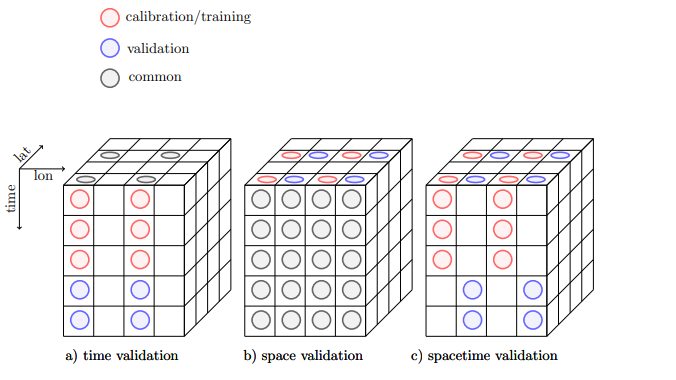 calibration/training
validation
common
lat
lon
time
a) time validation
b) space validation
c) spacetime validation